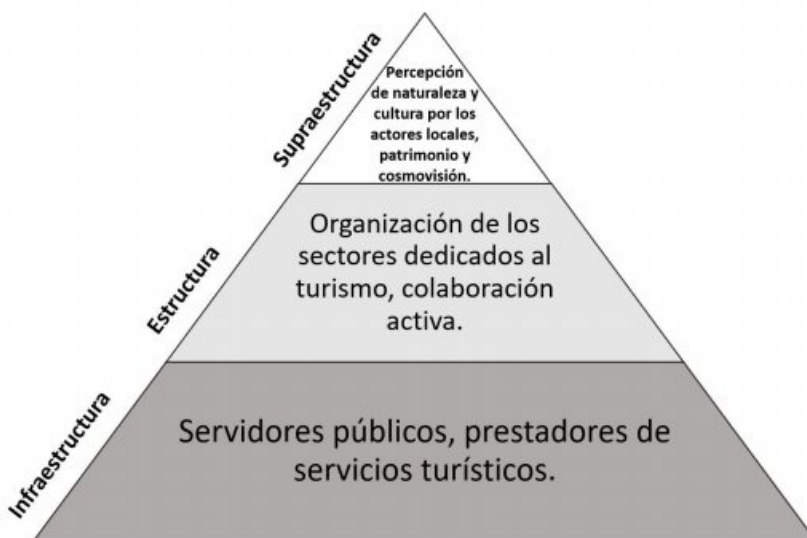 Supraestructura
Percepción
de naturaleza y
cultura por los
actores locales,
patrimonio y
cosmovisión.
Estructura
Organización de los
sectores dedicados al
turismo, colaboración
activa.
Infraestructura
Servidores públicos, prestadores de
servicios turísticos.